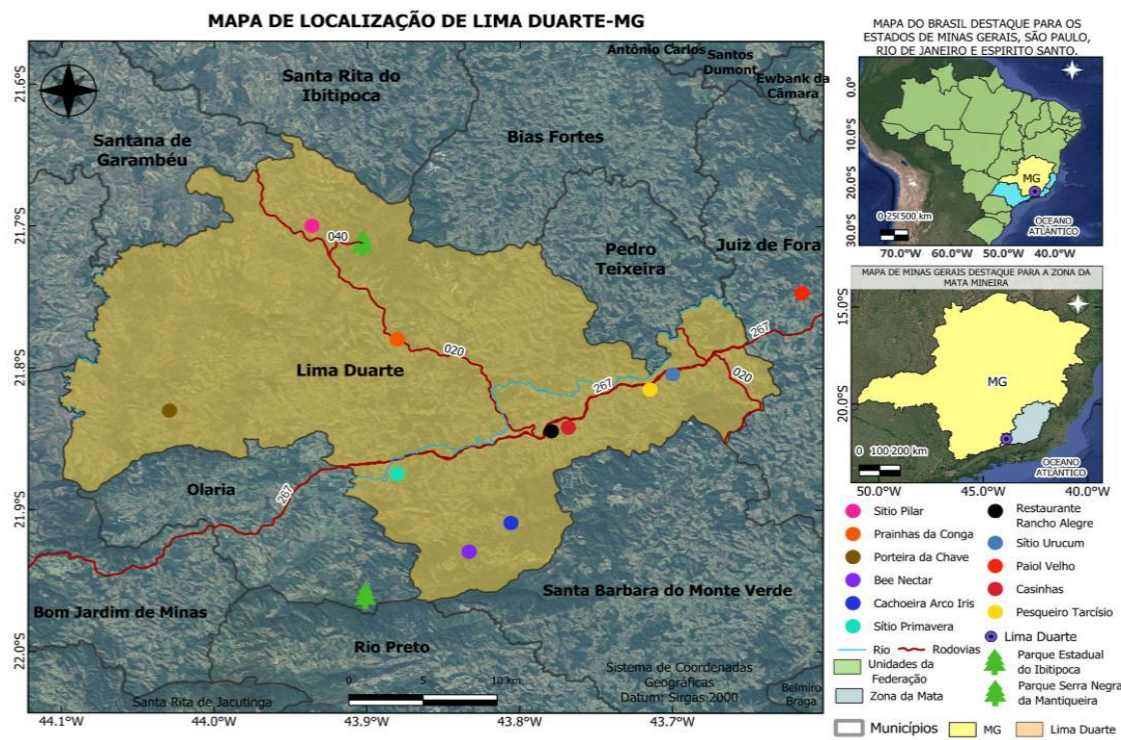 MAPA DE LOCALIZAÇÃO DE LIMA DUARTE-MG
Antônio Carlos
Santos
Dumont
Ewbank da
Câmara
Santa Rita do
Ibitipoca
Santana de
Garambéu
Bias Fortes
Pedro
Teixeira
Juiz de Fora
040
267
020
Lima Duarte
267
020
Olaria
267
Bom Jardim de Minas
Santa Barbara do Monte Verde
Rio Preto
Sistema de Coordenadas
Geográficas
Datum: Sirgas 2000
Santa Rita de Jacutinga
Belmiro
Braga
0 5 10 km
21.6°S
21.7°S
21.8°S
21.9°S
22.0°S
44.1°W 44.0°W 43.9°W 43.8°W 43.7°W
MAPA DO BRASIL DESTAQUE PARA OS
ESTADOS DE MINAS GERAIS, SÃO PAULO,
RIO DE JANEIRO E ESPIRITO SANTO.
0.0°
10.0°S
20.0°S
30.0°S
MG
OCEANO
ATLÂNTICO
0 250 500 km
70.0°W 60.0°W 50.0°W 40.0°W
MAPA DE MINAS GERAIS DESTAQUE PARA A ZONA DA
MATA MINEIRA
15.0°S
20.0°S
MG
OCEANO
ATLÂNTICO
0 100 200 km
50.0°W 45.0°W 40.0°W
Sitio Pilar
Prainhas da Conga
Porteira da Chave
Bee Nectar
Cachoeira Arco Iris
Sítio Primavera
Rio
Rodovias
Unidades da
Federação
Zona da Mata
Restaurante
Rancho Alegre
Sítio Urucum
Paiol Velho
Casinhas
Pesqueiro Tarcísio
Lima Duarte
Parque Estadual
do Ibitipoca
Parque Serra Negra
da Mantiqueira
Municípios
MG
Lima Duarte